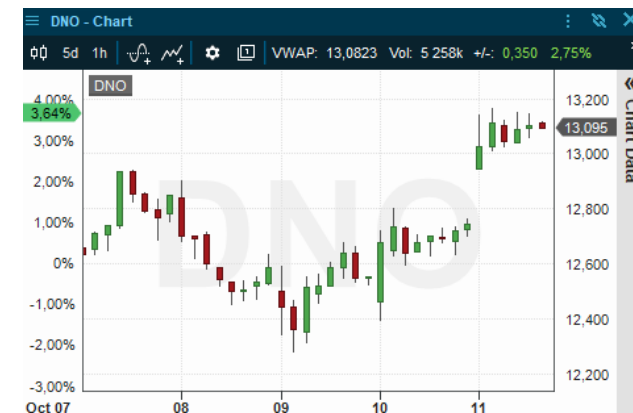 DNO - Chart
5d 1h 1 VWAP: 13,0823 Vol: 5 258k +/-: 0,350 2,75%
DNO
DNO
Chart Data
4,00%
3,64%
3,00%
2,00%
1,00%
0%
-1,00%
-2,00%
-3,00%
13,200
13,095
13,000
12,800
12,600
12,400
12,200
Oct 07 08 09 10 11